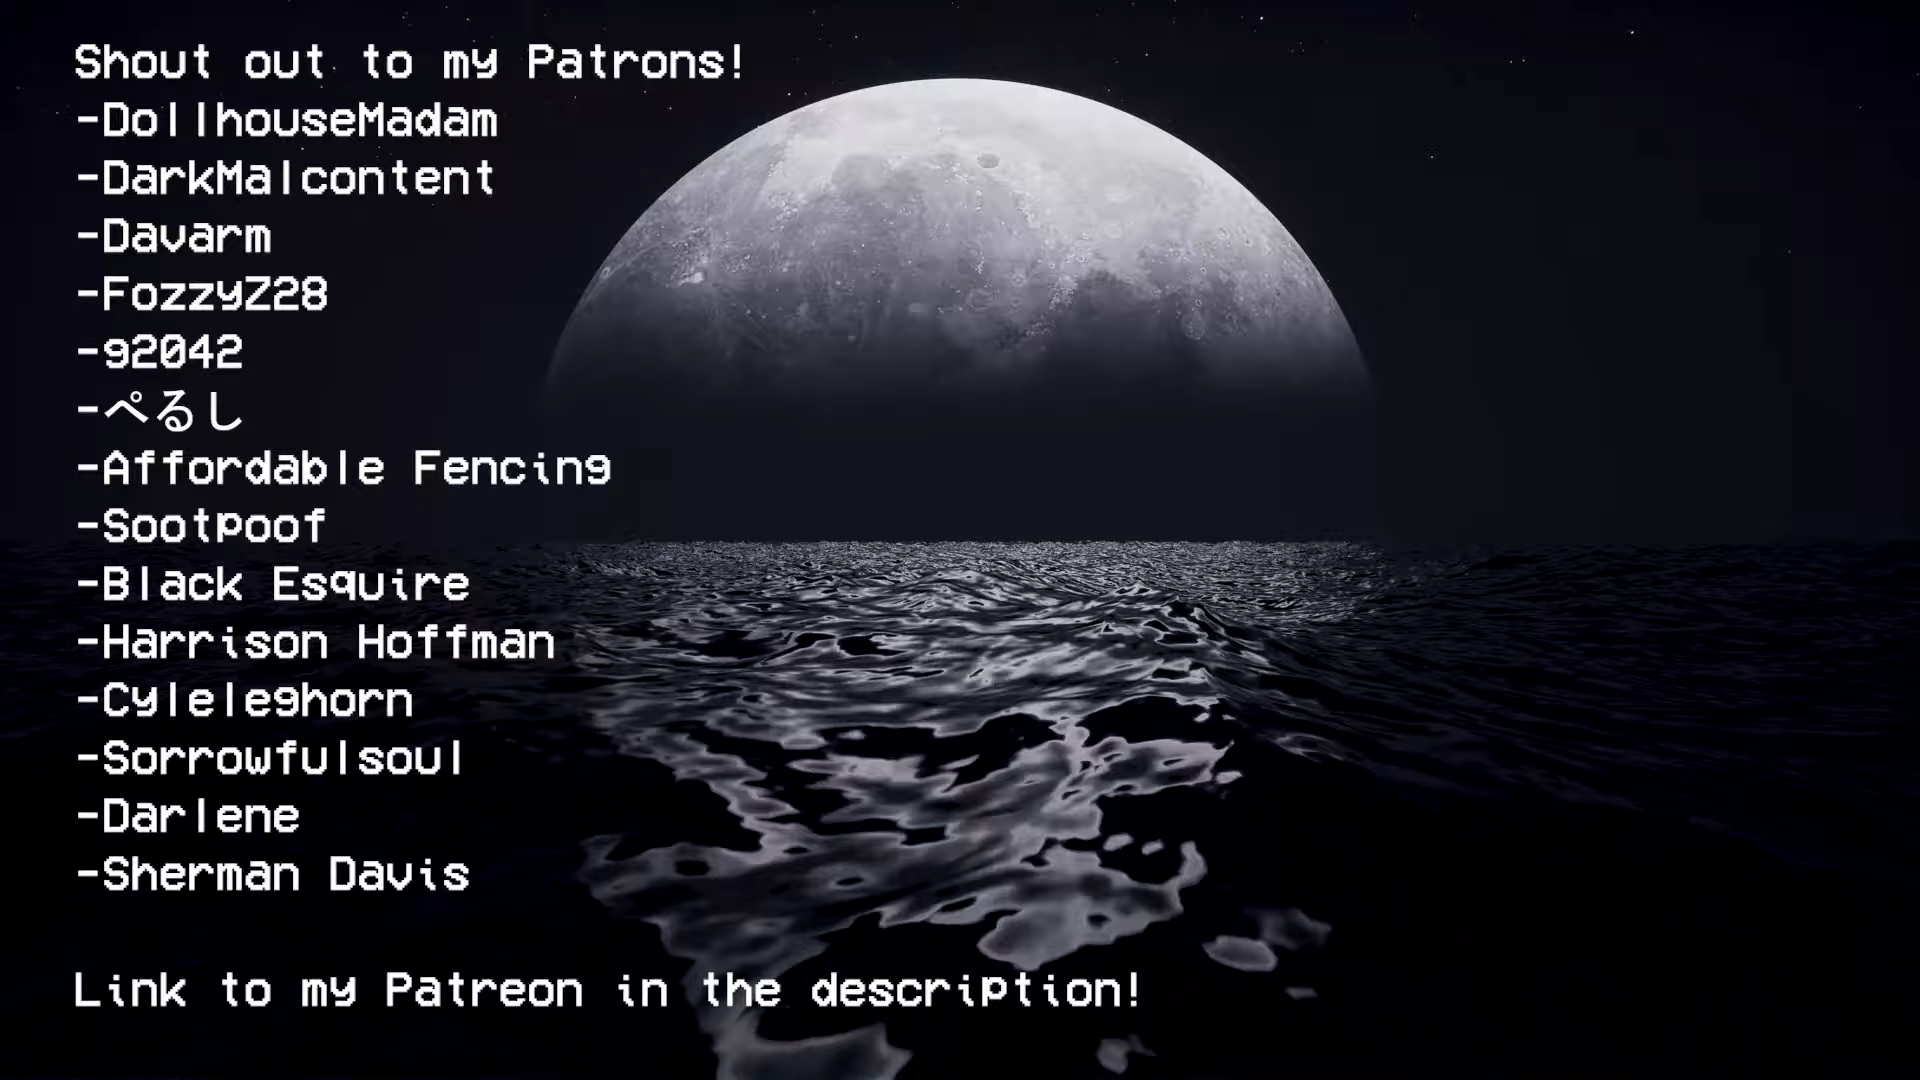 Shout out to my Patrons!
-DollhouseMadam
-DarkMalcontent
-Davarm
-FozzyZ28
-92042
-ぺるし
-Affordable Fencing
-Sootpoof
-Black Esquire
-Harrison Hoffman
-Cyleleghorn
-Sorrowfulsoul
-Darlene
-Sherman Davis
Link to my Patreon in the description!